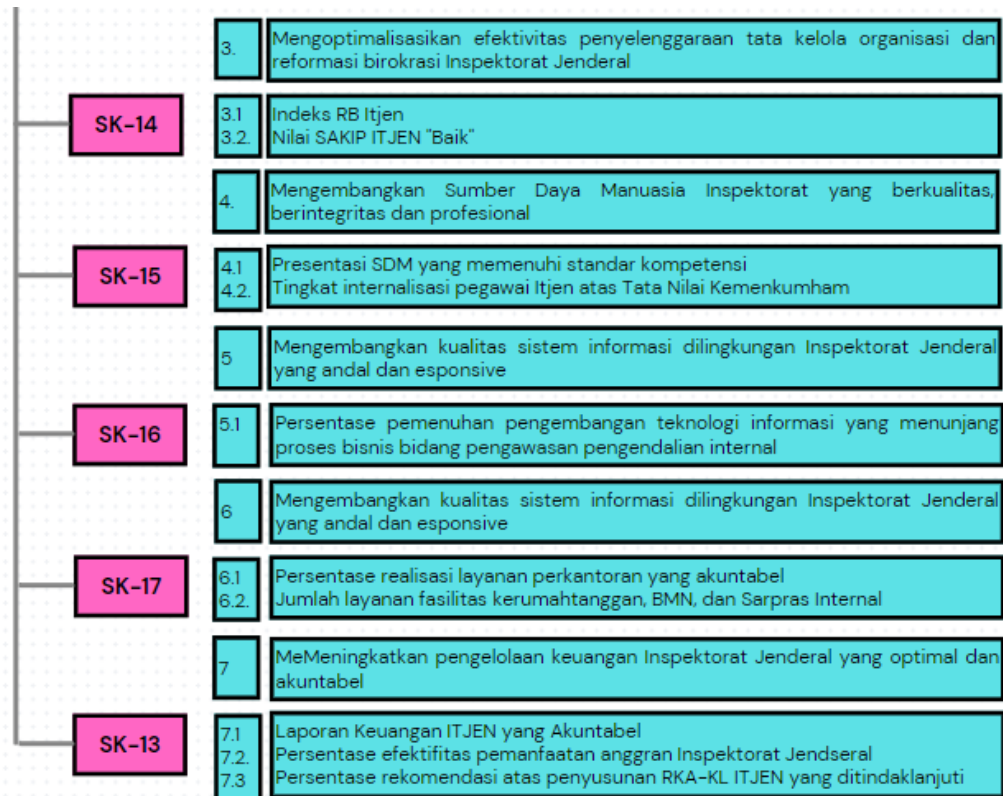 3. Mengoptimalisasikan efektivitas penyelenggaraan tata kelola organisasi dan
reformasi birokrasi Inspektorat Jenderal
SK-14
3.1 Indeks RB Itjen
3.2. Nilai SAKIP ITJEN "Baik"
4. Mengembangkan Sumber Daya Manuasia Inspektorat yang berkualitas,
berintegritas dan profesional
SK-15
4.1 Presentasi SDM yang memenuhi standar kompetensi
4.2. Tingkat internalisasi pegawai Itjen atas Tata Nilai Kemenkumham
5 Mengembangkan kualitas sistem informasi dilingkungan Inspektorat Jenderal
yang andal dan esponsive
SK-16
5.1 Persentase pemenuhan pengembangan teknologi informasi yang menunjang
proses bisnis bidang pengawasan pengendalian internal
6 Mengembangkan kualitas sistem informasi dilingkungan Inspektorat Jenderal
yang andal dan esponsive
SK-17
6.1 Persentase realisasi layanan perkantoran yang akuntabel
6.2. Jumlah layanan fasilitas kerumahtanggan, BMN, dan Sarpras Internal
7 MeMeningkatkan pengelolaan keuangan Inspektorat Jenderal yang optimal dan
akuntabel
SK-13
7.1 Laporan Keuangan ITJEN yang Akuntabel
7.2. Persentase efektifitas pemanfaatan anggran Inspektorat Jendseral
7.3 Persentase rekomendasi atas penyusunan RKA-KL ITJEN yang ditindaklanjuti